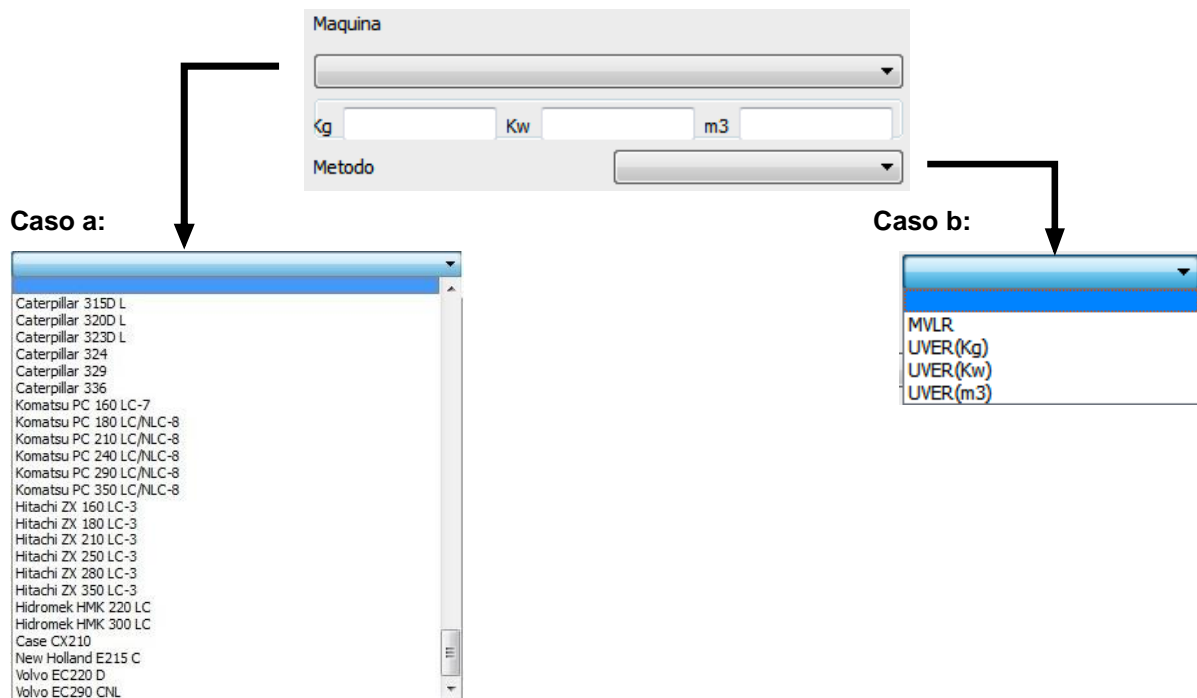 Maquina
Kg Kw m3
Metodo
Caso a:
Caso b:
Caterpillar 315D L
Caterpillar 320D L
Caterpillar 323D L
Caterpillar 324
Caterpillar 329
Caterpillar 336
Komatsu PC 160 LC-7
Komatsu PC 180 LC/NLC-8
Komatsu PC 210 LC/NLC-8
Komatsu PC 240 LC/NLC-8
Komatsu PC 290 LC/NLC-8
Komatsu PC 350 LC/NLC-8
Hitachi ZX 160 LC-3
Hitachi ZX 180 LC-3
Hitachi ZX 210 LC-3
Hitachi ZX 250 LC-3
Hitachi ZX 280 LC-3
Hitachi ZX 350 LC-3
Hidromek HMK 220 LC
Hidromek HMK 300 LC
Case CX210
New Holland E215 C
Volvo EC220 D
Volvo EC290 CNL
MVLR
UVER(Kg)
UVER(Kw)
UVER(m3)